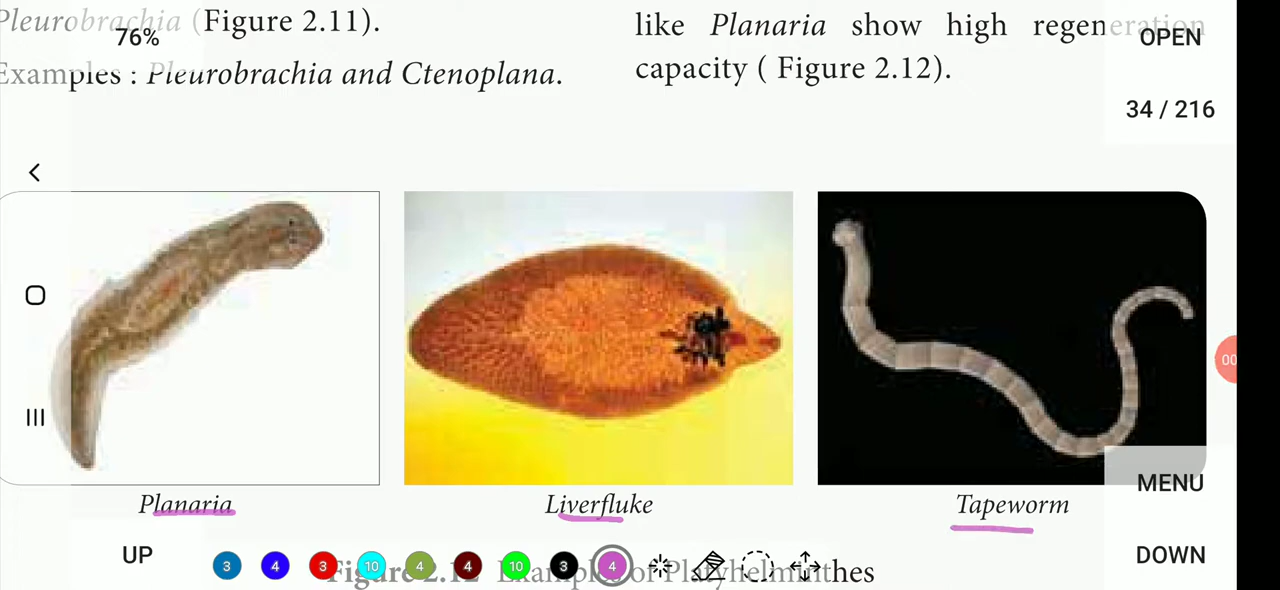 Pleurobrachia (Figure 2.11).
Examples : Pleurobrachia and Ctenoplana.
like Planaria show high regeneration
capacity ( Figure 2.12).
76%
OPEN
34 / 216
Planaria
Liverfluke
Tapeworm
MENU
UP
DOWN
3 4 3 10 4 4 10 3 4
Figure 2.12 Examples of Platyhelminthes
00